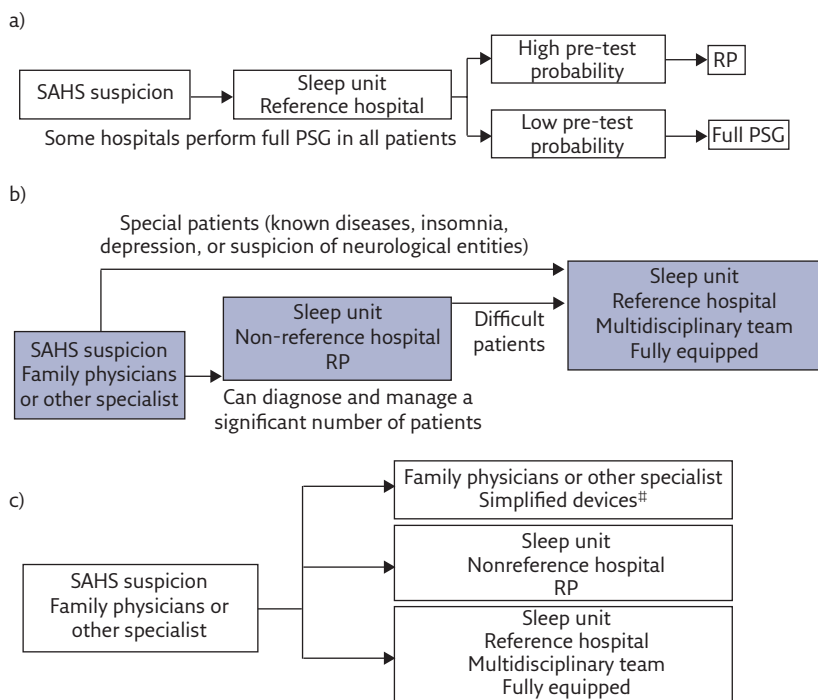 a)
SAHS suspicion
Sleep unit
Reference hospital
High pre-test
probability
RP
Low pre-test
probability
Full PSG
Some hospitals perform full PSG in all patients
b)
Special patients (known diseases, insomnia,
depression, or suspicion of neurological entities)
SAHS suspicion
Family physicians
or other specialist
Sleep unit
Non-reference hospital
RP
Can diagnose and manage a
significant number of patients
Difficult
patients
Sleep unit
Reference hospital
Multidisciplinary team
Fully equipped
c)
SAHS suspicion
Family physicians or
other specialist
Family physicians or other specialist
Simplified devices#
Sleep unit
Nonreference hospital
RP
Sleep unit
Reference hospital
Multidisciplinary team
Fully equipped